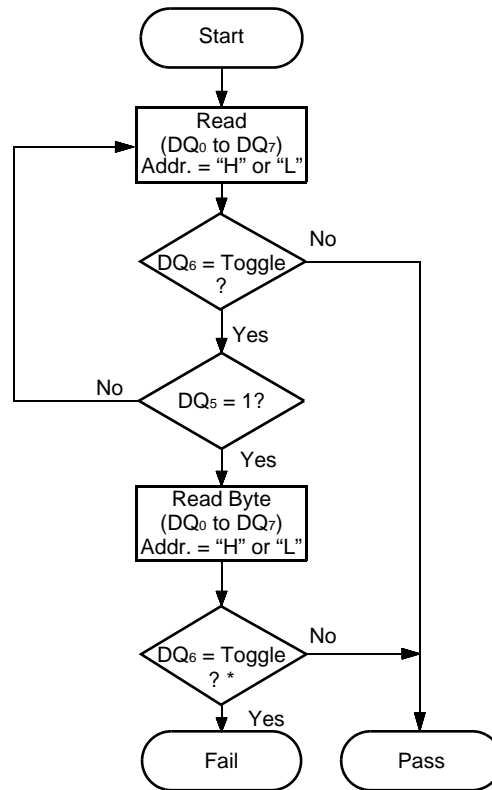 Start
Read
(DQ0 to DQ7)
Addr. = “H” or “L”
No
DQ6 = Toggle
?
Yes
No
DQ5 = 1?
Yes
Read Byte
(DQ0 to DQ7)
Addr. = “H” or “L”
No
DQ6 = Toggle
? *
Yes
Fail
Pass